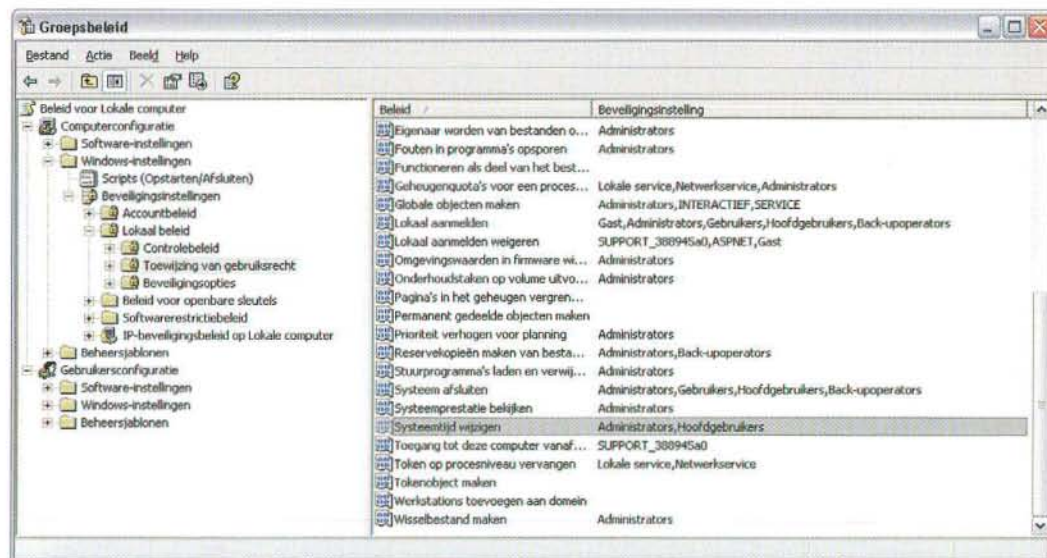 Groepsbeleid
Bestand Actie Beeld Help
Beleid voor Lokale computer
Computerconfiguratie
Software-instellingen
Windows-instellingen
Scripts (Opstarten/Afsluiten)
Beveiligingsinstellingen
Accountbeleid
Lokaal beleid
Controlebeleid
Toewijzing van gebruiksrecht
Beveiligingsopties
Beleid voor openbare sleutels
Softwarerestrictiebeleid
IP-beveiligingsbeleid op Lokale computer
Beheersjablonen
Gebruikersconfiguratie
Software-instellingen
Windows-instellingen
Beheersjablonen
Beleid Beveiligingsinstelling
Eigenaar worden van bestanden o... Administrators
Fouten in programma's opsporen Administrators
Functioneren als deel van het best...
Geheugenquota's voor een proces... Lokale service,Netwerkservice,Administrators
Globale objecten maken Administrators,INTERACTIEF,SERVICE
Lokaal aanmelden Gast,Administrators,Gebruikers,Hoofdgebruikers,Back-upoperators
Lokaal aanmelden weigeren SUPPORT_388945a0,ASPNET,Gast
Omgevingswaarden in firmware wi... Administrators
Onderhoudstaken op volume uitvo... Administrators
Pagina's in het geheugen vergren...
Permanent gedeelde objecten maken
Prioriteit verhogen voor planning Administrators
Reservekopieën maken van besta... Administrators,Back-upoperators
Stuurprogramma's laden en verwij... Administrators
Systeem afsluiten Administrators,Gebruikers,Hoofdgebruikers,Back-upoperators
Systeemprestatie bekijken Administrators
Systeemtijd wijzigen Administrators,Hoofdgebruikers
Toegang tot deze computer vanaf... SUPPORT_388945a0
Token op procesniveau vervangen Lokale service,Netwerkservice
Tokenobject maken
Werkstations toevoegen aan domein
Wisselbestand maken Administrators